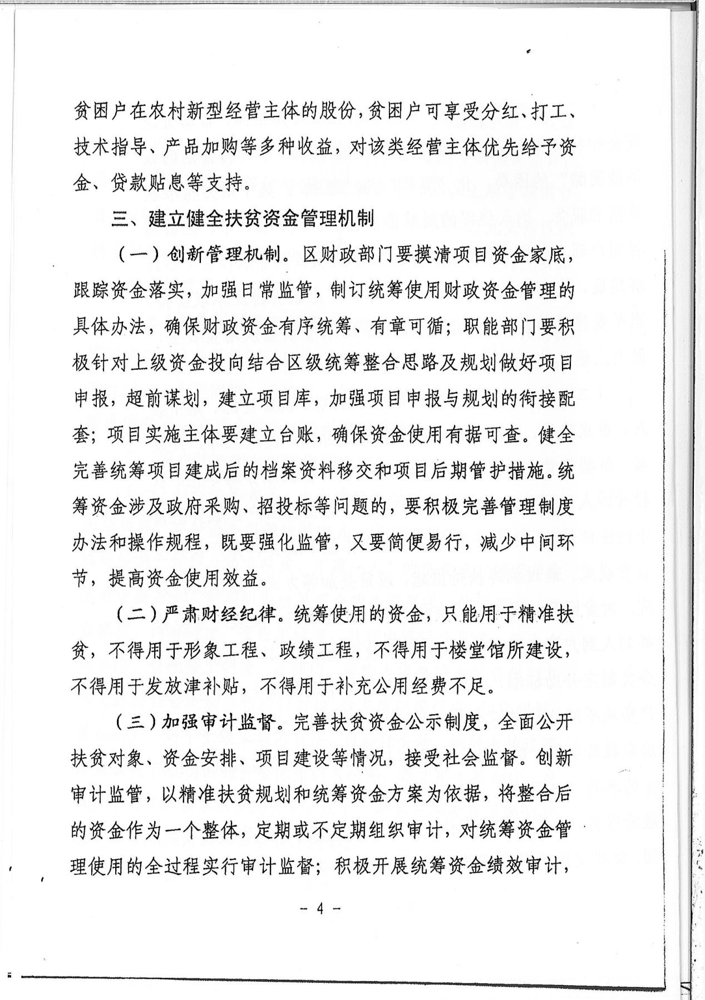 贫困户在农村新型经营主体的股份，贫困户可享受分红、打工、
技术指导、产品加购等多种收益，对该类经营主体优先给予资
金、贷款贴息等支持。
三、建立健全扶贫资金管理机制
（一）创新管理机制。区财政部门要摸清项目资金家底，
跟踪资金落实，加强日常监管，制订统筹使用财政资金管理的
具体办法，确保财政资金有序统筹、有章可循；职能部门要积
极针对上级资金投向结合区级统筹整合思路及规划做好项目
申报，超前谋划，建立项目库，加强项目申报与规划的衔接配
套；项目实施主体要建立台账，确保资金使用有据可查。健全
完善统筹项目建成后的档案资料移交和项目后期管护措施。统
筹资金涉及政府采购、招投标等问题的，要积极完善管理制度
办法和操作规程，既要强化监管，又要简便易行，减少中间环
节，提高资金使用效益。
（二）严肃财经纪律。统筹使用的资金，只能用于精准扶
贫，不得用于形象工程、政绩工程，不得用于楼堂馆所建设，
不得用于发放津补贴，不得用于补充公用经费不足。
（三）加强审计监督。完善扶贫资金公示制度，全面公开
扶贫对象、资金安排、项目建设等情况，接受社会监督。创新
审计监管，以精准扶贫规划和统筹资金方案为依据，将整合后
的资金作为一个整体，定期或不定期组织审计，对统筹资金管
理使用的全过程实行审计监督；积极开展统筹资金绩效审计，
- 4 -